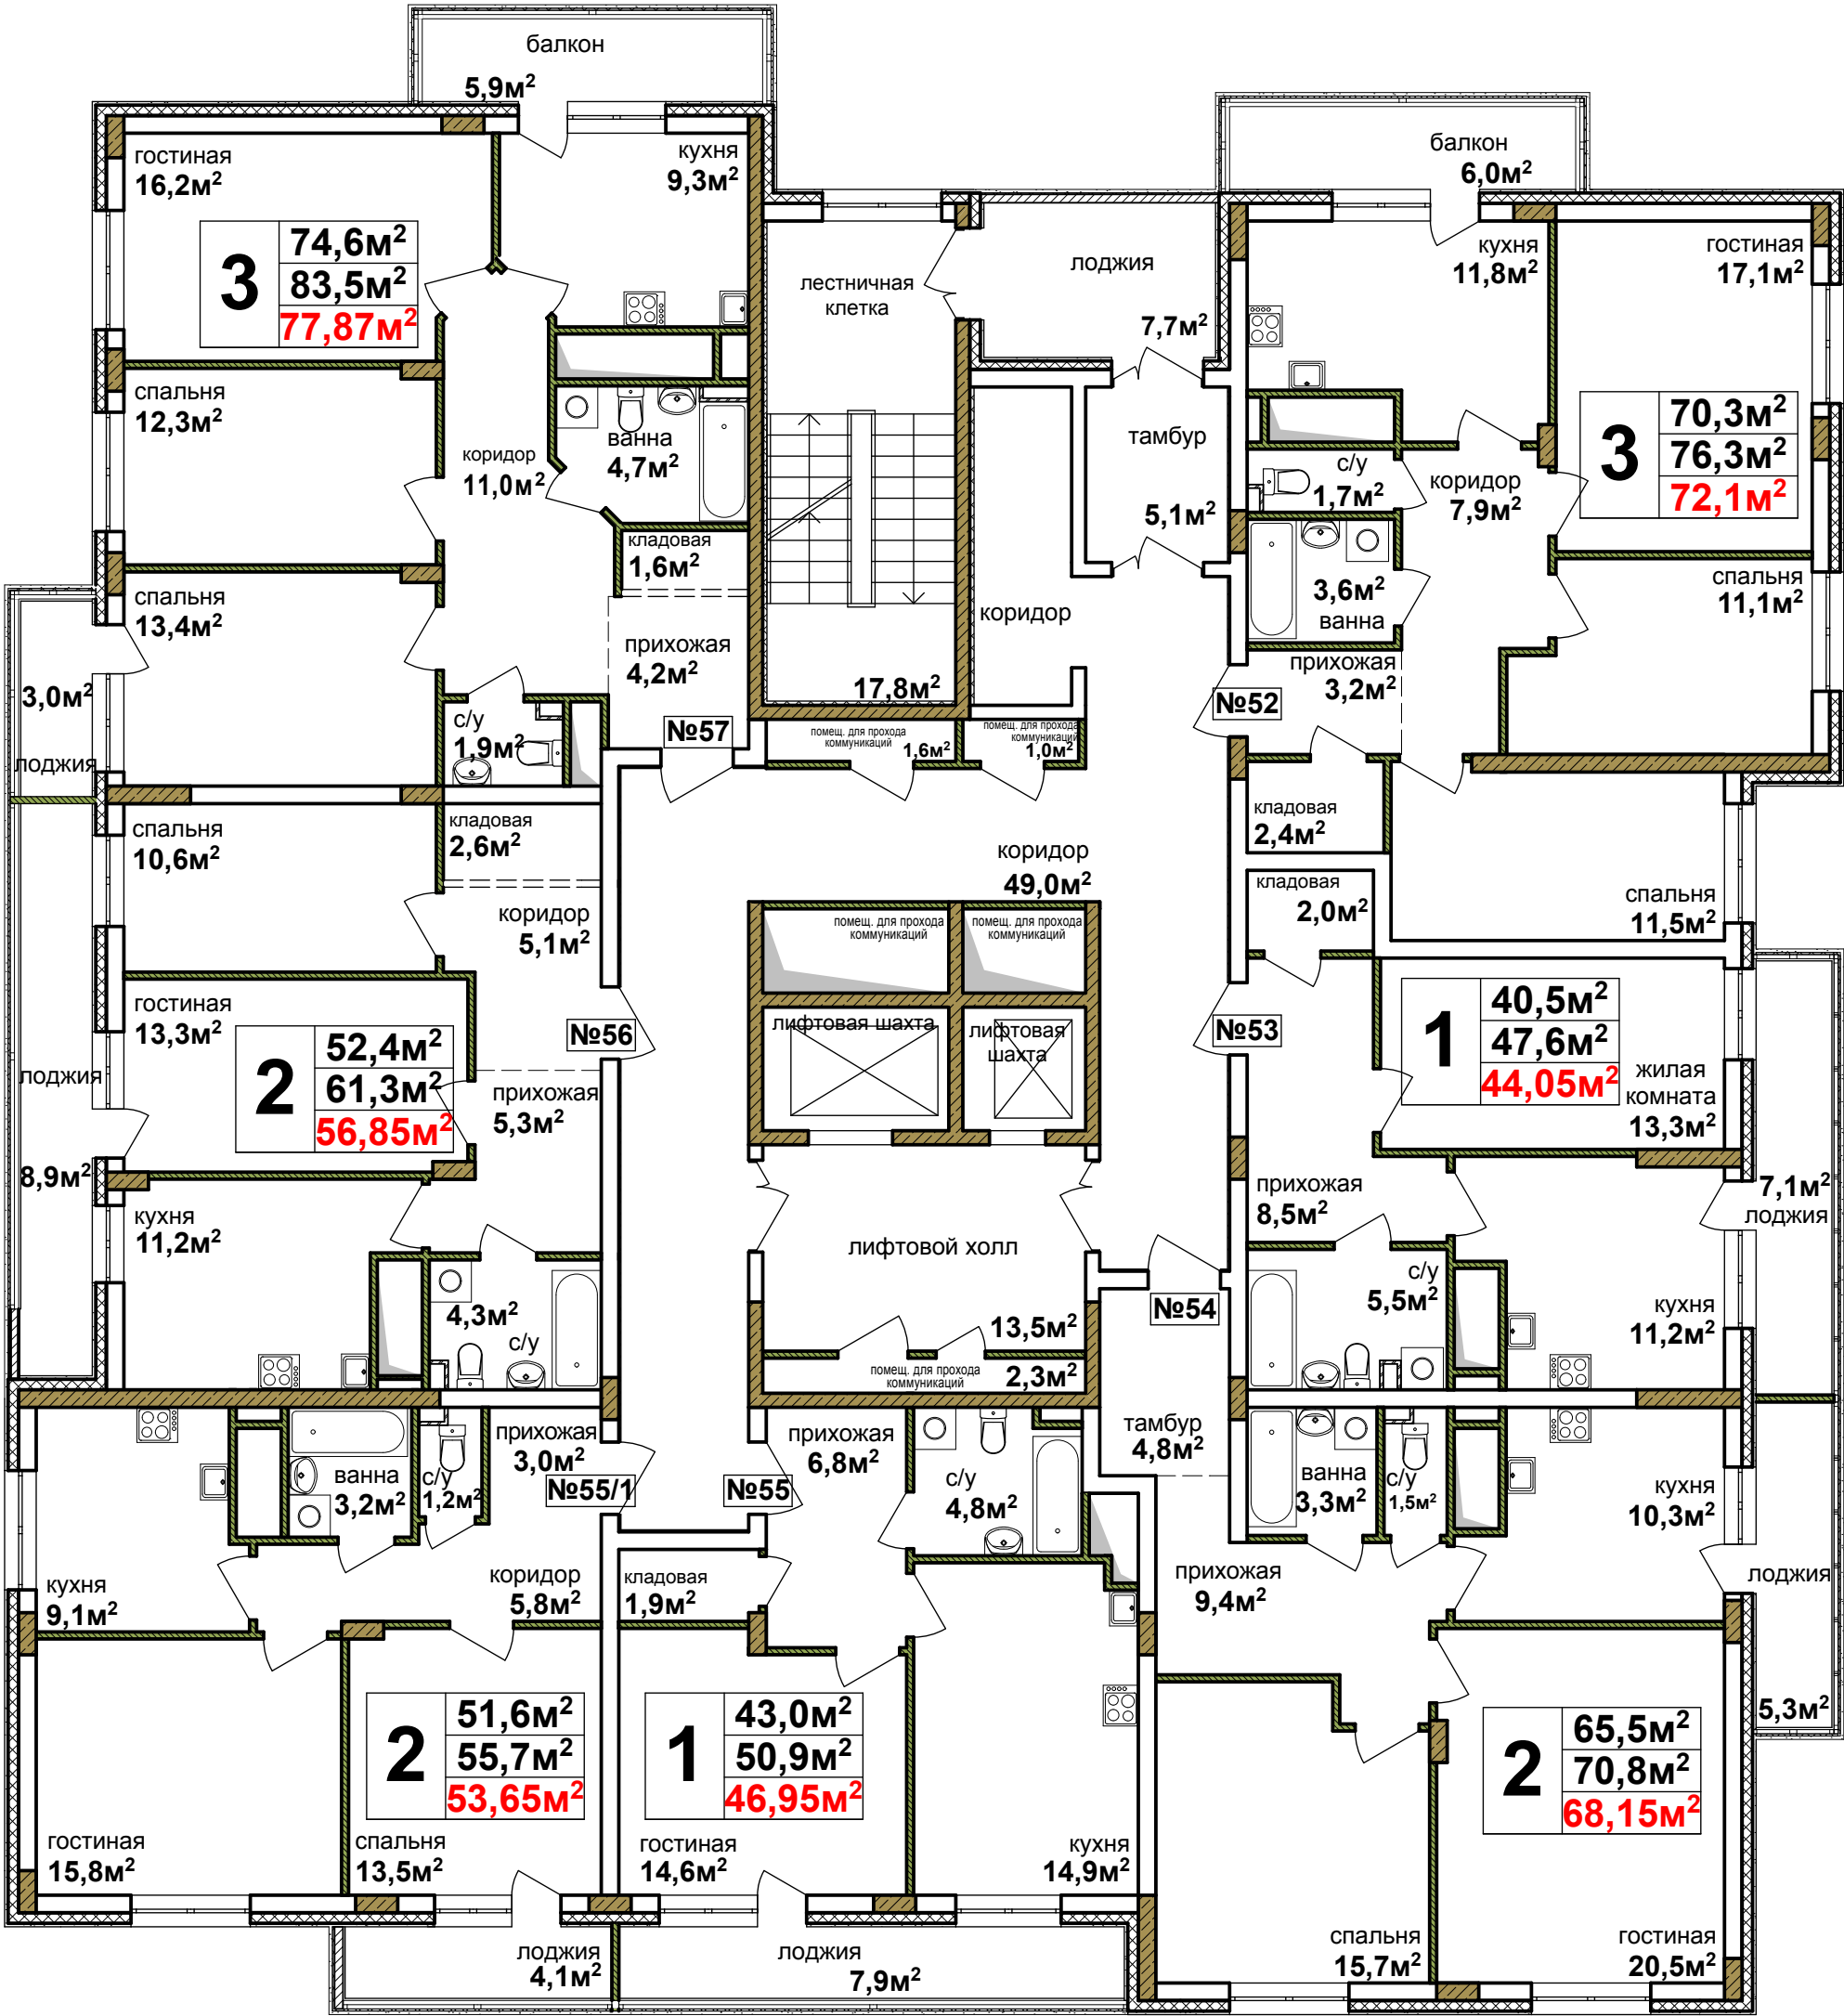 балкон
5,9м²
гостиная
16,2м²
кухня
9,3м²
3
74,6м²
83,5м²
77,87м²
спальня
12,3м²
коридор
11,0м²
ванна
4,7м²
кладовая
1,6м²
спальня
13,4м²
прихожая
4,2м²
3,0м²
лоджия
с/у
1,9м²
№57
лестничная
клетка
17,8м²
лоджия
7,7м²
тамбур
5,1м²
коридор
помещ. для прохода
коммуникаций
1,6м²
помещ. для прохода
коммуникаций
1,0м²
балкон
6,0м²
кухня
11,8м²
гостиная
17,1м²
3
70,3м²
76,3м²
72,1м²
с/у
1,7м²
коридор
7,9м²
3,6м²
ванна
спальня
11,1м²
прихожая
3,2м²
№52
кладовая
2,4м²
спальня
11,5м²
спальня
10,6м²
кладовая
2,6м²
коридор
5,1м²
гостиная
13,3м²
2
52,4м²
61,3м²
56,85м²
№56
прихожая
5,3м²
лоджия
8,9м²
кухня
11,2м²
4,3м²
с/у
коридор
49,0м²
помещ. для прохода
коммуникаций
помещ. для прохода
коммуникаций
лифтовая шахта
лифтовая
шахта
лифтовой холл
13,5м²
помещ. для прохода
коммуникаций
2,3м²
кладовая
2,0м²
№53
1
40,5м²
47,6м²
44,05м²
жилая
комната
13,3м²
прихожая
8,5м²
7,1м²
лоджия
с/у
5,5м²
кухня
11,2м²
№54
тамбур
4,8м²
прихожая
3,0м²
№55/1
ванна
3,2м²
с/у
1,2м²
кухня
9,1м²
коридор
5,8м²
2
51,6м²
55,7м²
53,65м²
гостиная
15,8м²
спальня
13,5м²
лоджия
4,1м²
прихожая
6,8м²
№55
с/у
4,8м²
кладовая
1,9м²
1
43,0м²
50,9м²
46,95м²
гостиная
14,6м²
кухня
14,9м²
лоджия
7,9м²
ванна
3,3м²
с/у
1,5м²
кухня
10,3м²
прихожая
9,4м²
лоджия
5,3м²
2
65,5м²
70,8м²
68,15м²
спальня
15,7м²
гостиная
20,5м²